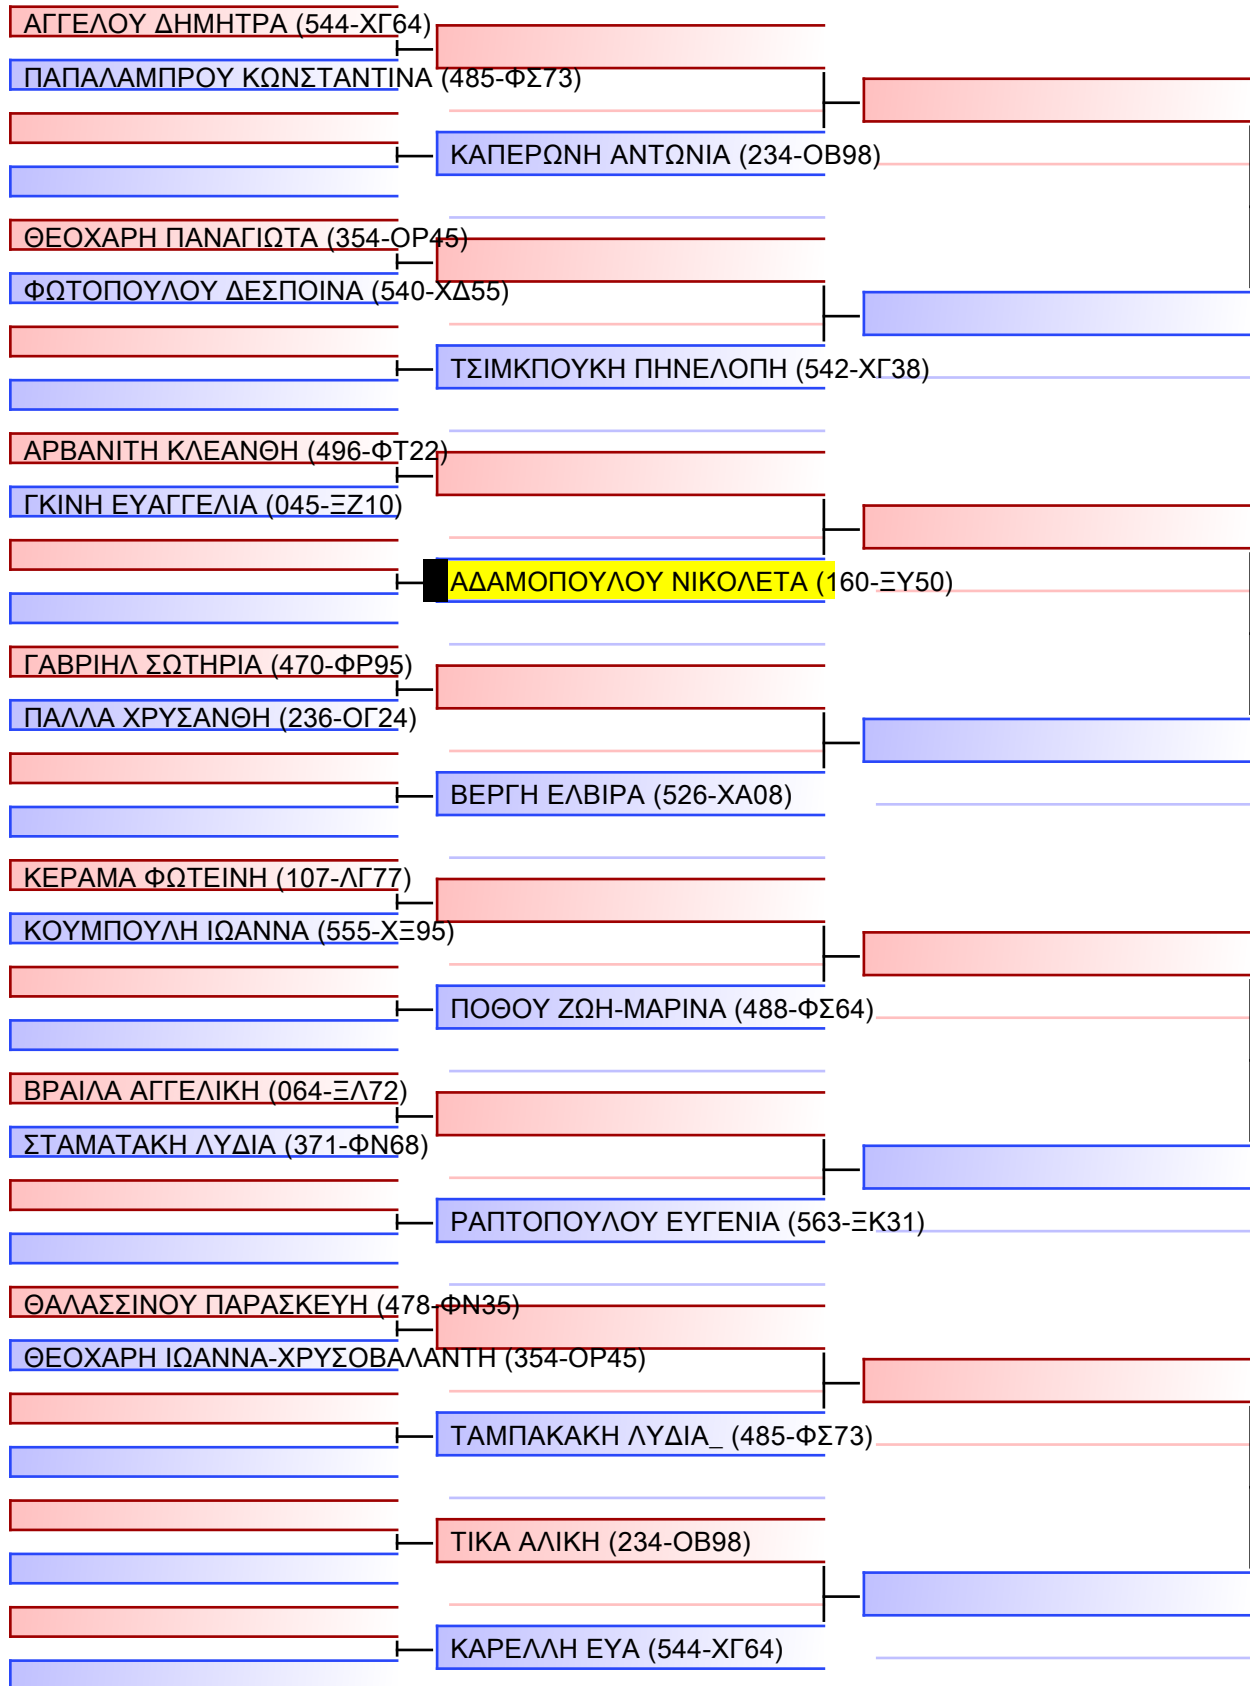 ΑΓΓΕΛΟΥ ΔΗΜΗΤΡΑ (544-ΧΓ64)
ΠΑΠΑΛΑΜΠΡΟΥ ΚΩΝΣΤΑΝΤΙΝΑ (485-ΦΣ73)
ΚΑΠΕΡΩΝΗ ΑΝΤΩΝΙΑ (234-ΟΒ98)
ΘΕΟΧΑΡΗ ΠΑΝΑΓΙΩΤΑ (354-ΟΡ45)
ΦΩΤΟΠΟΥΛΟΥ ΔΕΣΠΟΙΝΑ (540-ΧΔ55)
ΤΣΙΜΚΠΟΥΚΗ ΠΗΝΕΛΟΠΗ (542-ΧΓ38)
ΑΡΒΑΝΙΤΗ ΚΛΕΑΝΘΗ (496-ΦΤ22)
ΓΚΙΝΗ ΕΥΑΓΓΕΛΙΑ (045-ΞΖ10)
ΑΔΑΜΟΠΟΥΛΟΥ ΝΙΚΟΛΕΤΑ (160-ΞΥ50)
ΓΑΒΡΙΗΛ ΣΩΤΗΡΙΑ (470-ΦΡ95)
ΠΑΛΛΑ ΧΡΥΣΑΝΘΗ (236-ΟΓ24)
ΒΕΡΓΗ ΕΛΒΙΡΑ (526-ΧΑ08)
ΚΕΡΑΜΑ ΦΩΤΕΙΝΗ (107-ΛΓ77)
ΚΟΥΜΠΟΥΛΗ ΙΩΑΝΝΑ (555-ΧΞ95)
ΠΟΘΟΥ ΖΩΗ-ΜΑΡΙΝΑ (488-ΦΣ64)
ΒΡΑΙΛΑ ΑΓΓΕΛΙΚΗ (064-ΞΛ72)
ΣΤΑΜΑΤΑΚΗ ΛΥΔΙΑ (371-ΦΝ68)
ΡΑΠΤΟΠΟΥΛΟΥ ΕΥΓΕΝΙΑ (563-ΞΚ31)
ΘΑΛΑΣΣΙΝΟΥ ΠΑΡΑΣΚΕΥΗ (478-ΦΝ35)
ΘΕΟΧΑΡΗ ΙΩΑΝΝΑ-ΧΡΥΣΟΒΑΛΑΝΤΗ (354-ΟΡ45)
ΤΑΜΠΑΚΑΚΗ ΛΥΔΙΑ_ (485-ΦΣ73)
ΤΙΚΑ ΑΛΙΚΗ (234-ΟΒ98)
ΚΑΡΕΛΛΗ ΕΥΑ (544-ΧΓ64)